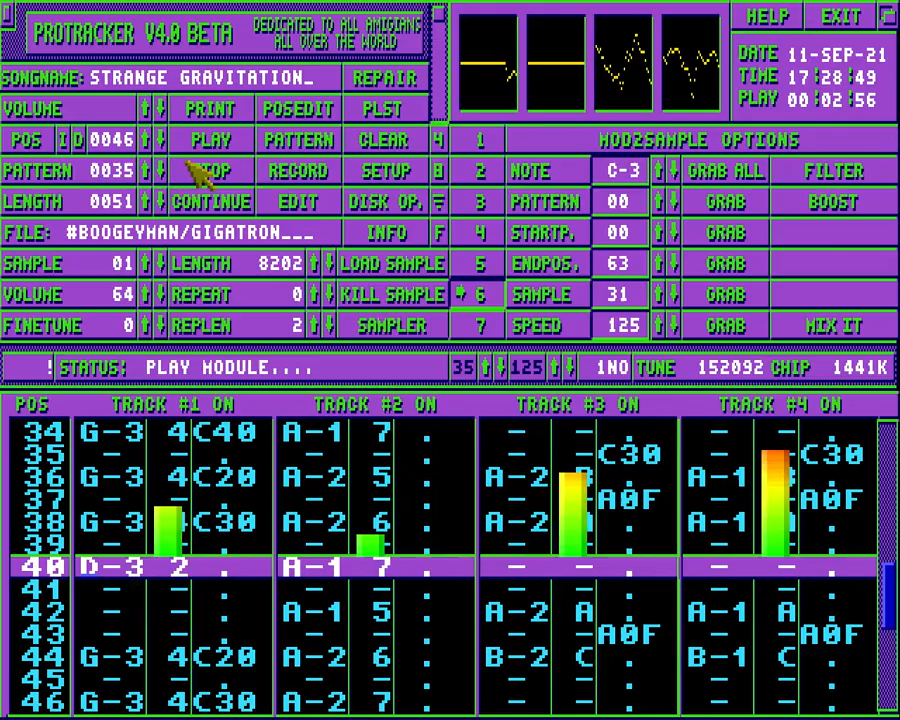 PROTRACKER V4.0 BETA DEDICATED TO ALL AMIGIANS
ALL OVER THE WORLD
HELP EXIT
DATE 11-SEP-21
TIME 17:28:49
PLAY 00:02:56
SONGNAME: STRANGE GRAVITATION_ REPAIR
VOLUME PRINT POSEDIT PLST
POS I D 0046 PLAY PATTERN CLEAR 1 MOD2SAMPLE OPTIONS
PATTERN 0035 STOP RECORD SETUP 2 NOTE C-3 GRAB ALL FILTER
LENGTH 0051 CONTINUE EDIT DISK OP. 3 PATTERN 00 GRAB BOOST
FILE: #BOOGEYMAN/GIGATRON___ INFO F 4 STARTP. 00 GRAB
SAMPLE 01 LENGTH 8202 LOAD SAMPLE 5 ENDPOS. 63 GRAB
VOLUME 64 REPEAT 0 KILL SAMPLE 6 SAMPLE 31 GRAB
FINETUNE 0 REPLEN 2 SAMPLER 7 SPEED 125 GRAB MIX IT
! STATUS: PLAY MODULE.... 35 125 1NO TUNE 152092 CHIP 1441K
POS TRACK #1 ON TRACK #2 ON TRACK #3 ON TRACK #4 ON
34 G-3 4C40 A-1 7 . - - . - - .
35 - - . - - . - - C30 - - C30
36 G-3 4C20 A-2 5 . A-2 . A-1 .
37 - - . - - . - - A0F - - A0F
38 G-3 C30 A-2 6 . A-2 . A-1 .
39 - - . - - . - - . - - .
40 D-3 2 . A-1 7 . - - . - - .
41 - - . - - . - - . - - .
42 - - . A-1 5 . A-2 A . A-1 A .
43 - - . - - . - - A0F - - A0F
44 G-3 4C20 A-2 6 . B-2 C . B-1 C .
45 - - . - - . - - . - - .
46 G-3 4C30 A-2 7 . - - . - - .